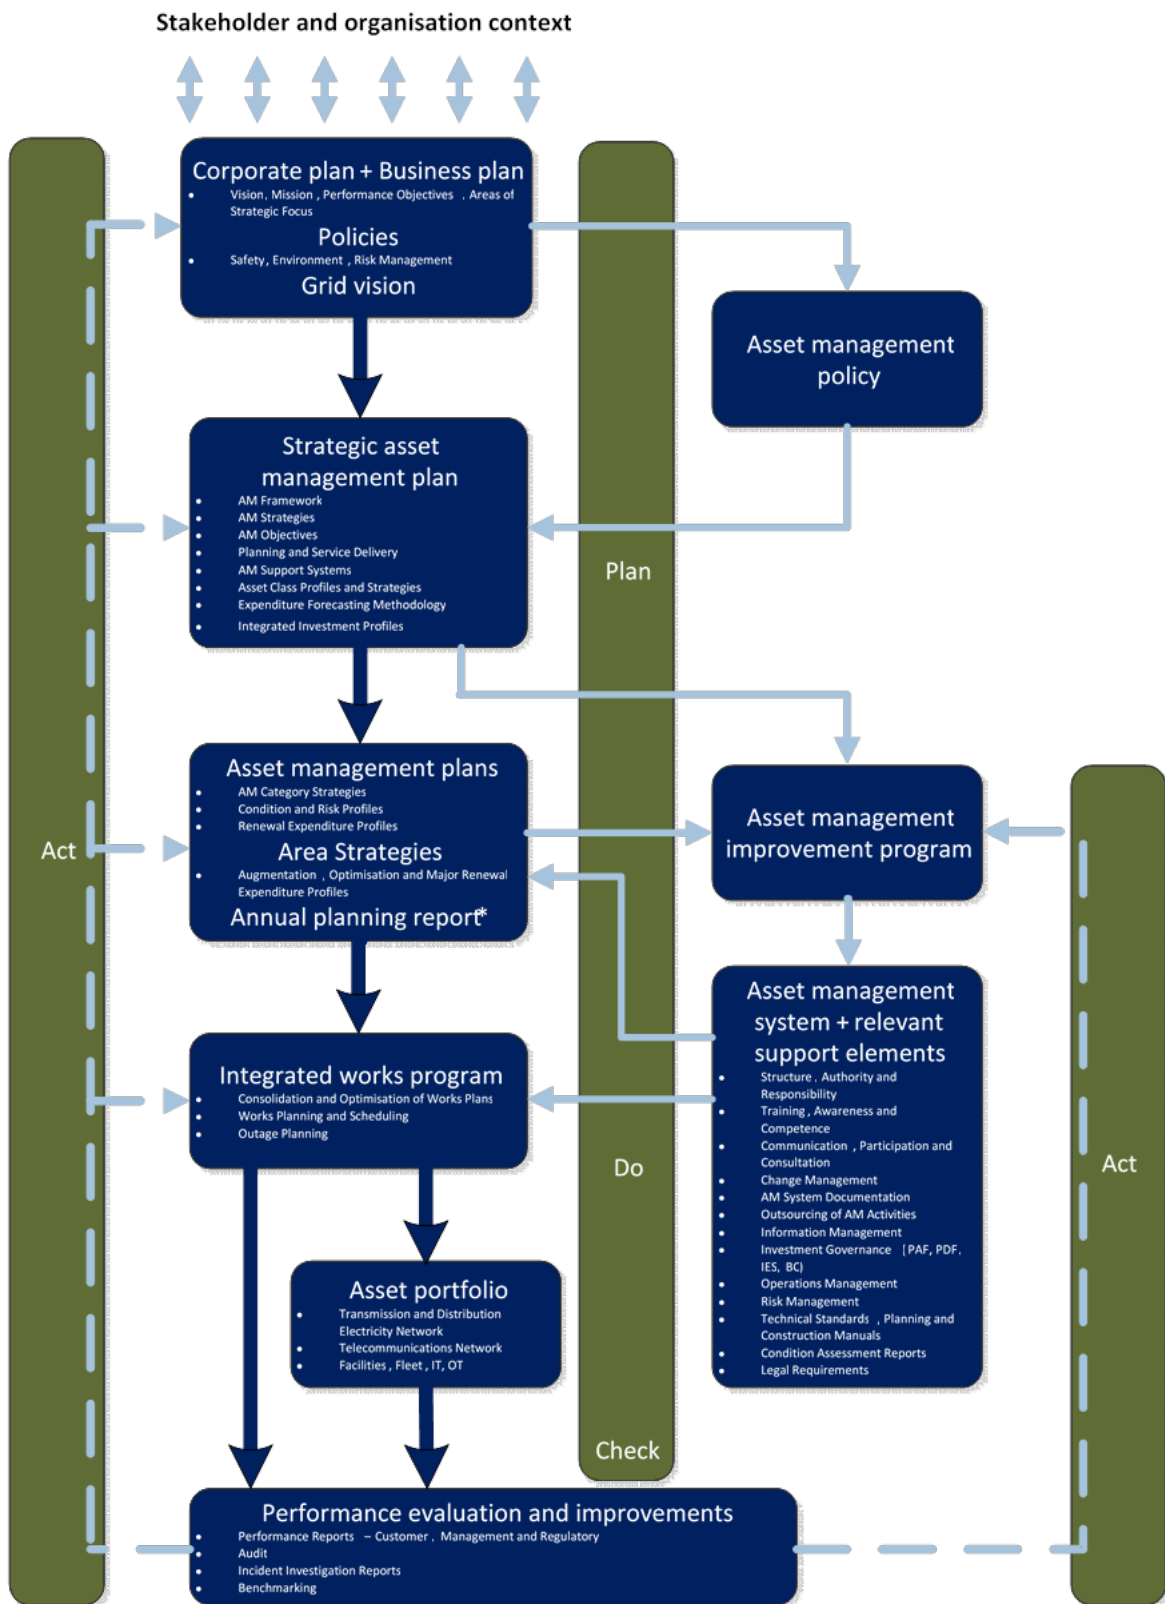 Stakeholder and organisation context
Corporate plan + Business plan
• Vision, Mission , Performance Objectives , Areas of
Strategic Focus
Policies
• Safety , Environment , Risk Management
Grid vision
Asset management
policy
Strategic asset
management plan
• AM Framework
• AM Strategies
• AM Objectives
• Planning and Service Delivery
• AM Support Systems
• Asset Class Profiles and Strategies
• Expenditure Forecasting Methodology
• Integrated Investment Profiles
Plan
Asset management plans
• AM Category Strategies
• Condition and Risk Profiles
• Renewal Expenditure Profiles
Area Strategies
• Augmentation , Optimisation and Major Renewal
Expenditure Profiles
Annual planning report*
Act
Asset management
improvement program
Asset management
system + relevant
support elements
• Structure , Authority and
Responsibility
• Training , Awareness and
Competence
• Communication , Participation and
Consultation
• Change Management
• AM System Documentation
• Outsourcing of AM Activities
• Information Management
• Investment Governance [PAF, PDF,
IES, BC)
• Operations Management
• Risk Management
• Technical Standards , Planning and
Construction Manuals
• Condition Assessment Reports
• Legal Requirements
Integrated works program
• Consolidation and Optimisation of Works Plans
• Works Planning and Scheduling
• Outage Planning
Do
Act
Asset portfolio
• Transmission and Distribution
Electricity Network
• Telecommunications Network
• Facilities , Fleet , IT, OT
Check
Performance evaluation and improvements
• Performance Reports – Customer , Management and Regulatory
• Audit
• Incident Investigation Reports
• Benchmarking